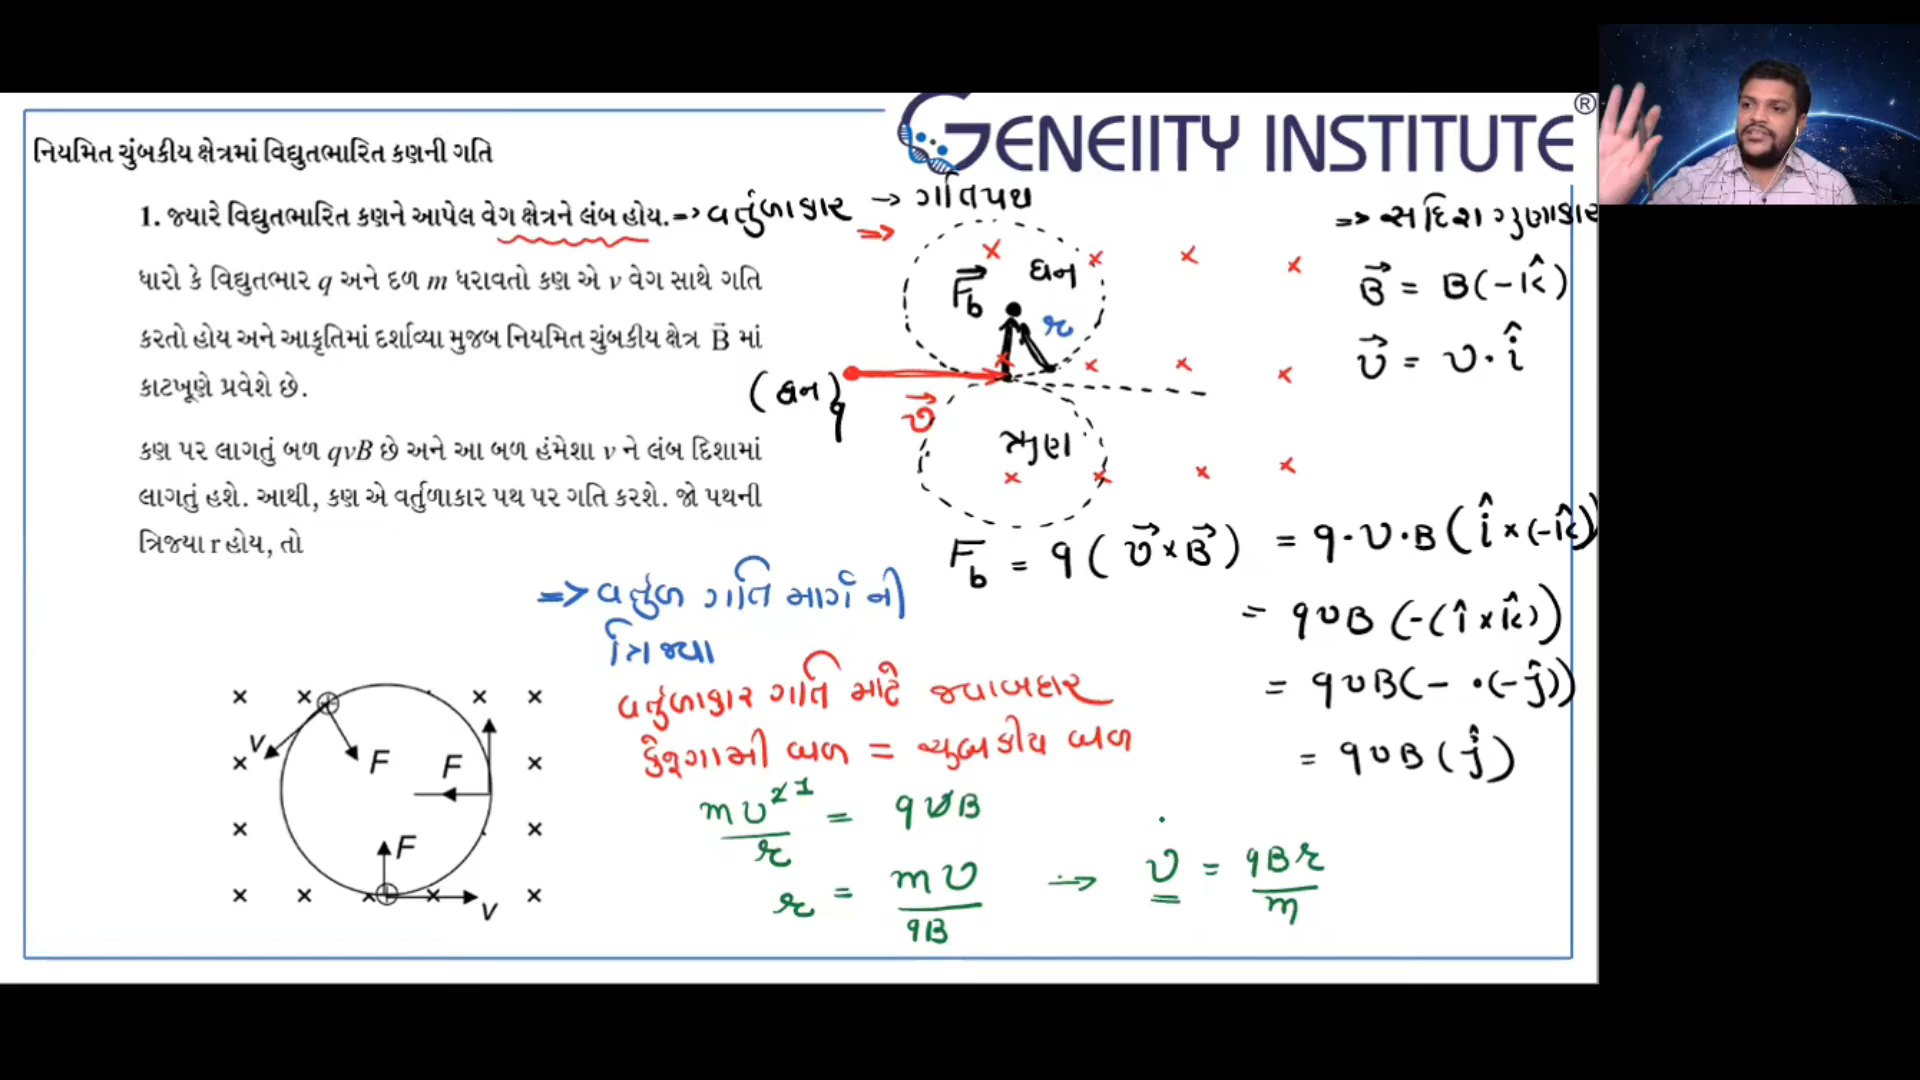 GENEIITY INSTITUTE®
નિયમિત ચુંબકીય ક્ષેત્રમાં વિદ્યુતભારિત કણની ગતિ
1. જ્યારે વિદ્યુતભારિત કણને આપેલ વેગ ક્ષેત્રને લંબ હોય. => વર્તુળાકાર → ગતિપથ
ધારો કે વિદ્યુતભાર q અને દળ m ધરાવતો કણ એ v વેગ સાથે ગતિ
કરતો હોય અને આકૃતિમાં દર્શાવ્યા મુજબ નિયમિત ચુંબકીય ક્ષેત્ર B⃗ માં
કાટખૂણે પ્રવેશે છે.
કણ પર લાગતું બળ qvB છે અને આ બળ હંમેશા v ને લંબ દિશામાં
લાગતું હશે. આથી, કણ એ વર્તુળાકાર પથ પર ગતિ કરશે. જો પથની
ત્રિજ્યા r હોય, તો
=> સદિશ ગુણાકાર
B⃗ = B(-k̂)
v⃗ = v·î
ધન
F⃗b
r
(ધન) q
v⃗
ઋણ
Fb = q(v⃗×B⃗) = q·v·B(î×(-k̂))
= qvB(-(î×k̂))
= qvB(-·(-ĵ))
= qvB(ĵ)
=> વર્તુળ ગતિ માર્ગ ની
ત્રિજ્યા
વર્તુળાકાર ગતિ માટે જવાબદાર
કેન્દ્રગામી બળ = ચુંબકીય બળ
mv²/r = qvB
r = mv/qB → v = qBr/m
v F F
F
v